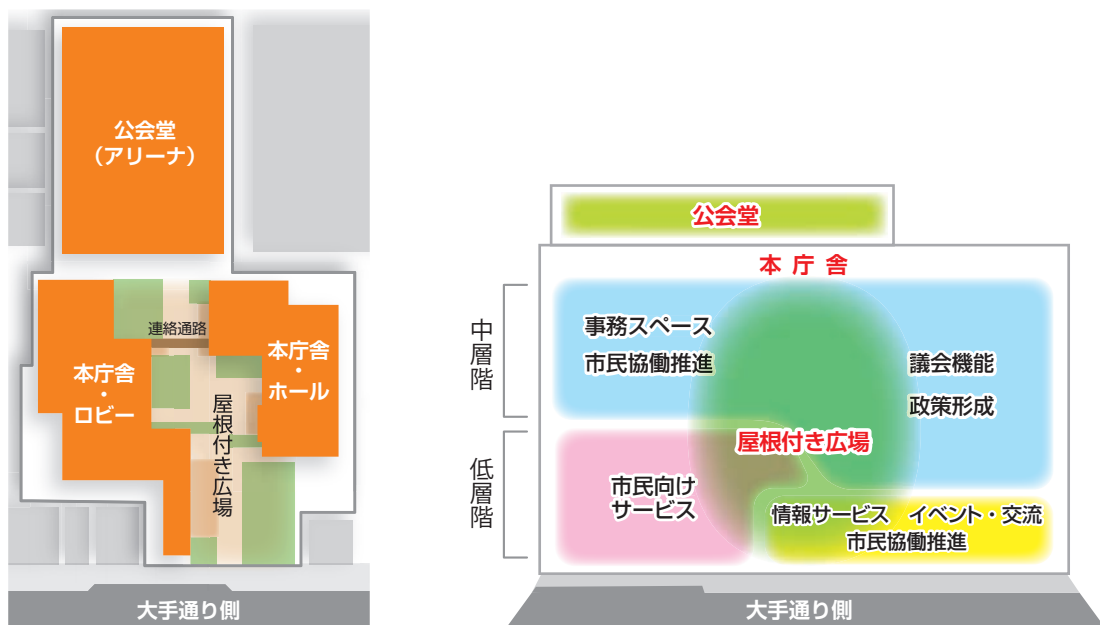 公会堂
（アリーナ）
連絡通路
本庁舎
・
ロビー
本庁舎
・
ホール
屋根付き広場
大手通り側
公会堂
本庁舎
中層階
事務スペース
市民協働推進
議会機能
政策形成
屋根付き広場
低層階
市民向け
サービス
情報サービス　イベント・交流
市民協働推進
大手通り側